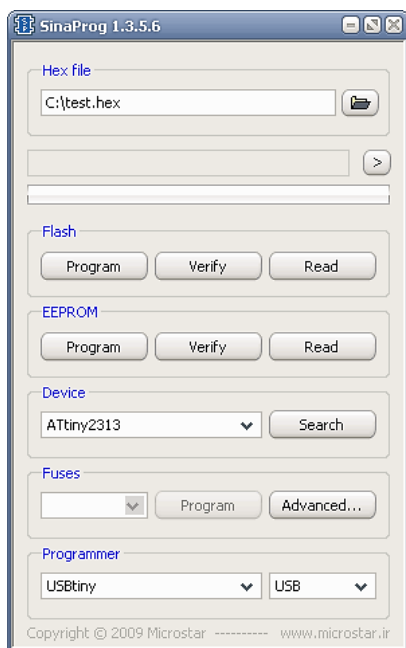 SinaProg 1.3.5.6
Hex file
C:\test.hex
>
Flash
Program Verify Read
EEPROM
Program Verify Read
Device
ATtiny2313 Search
Fuses
Program Advanced...
Programmer
USBtiny USB
Copyright © 2009 Microstar ---------- www.microstar.ir